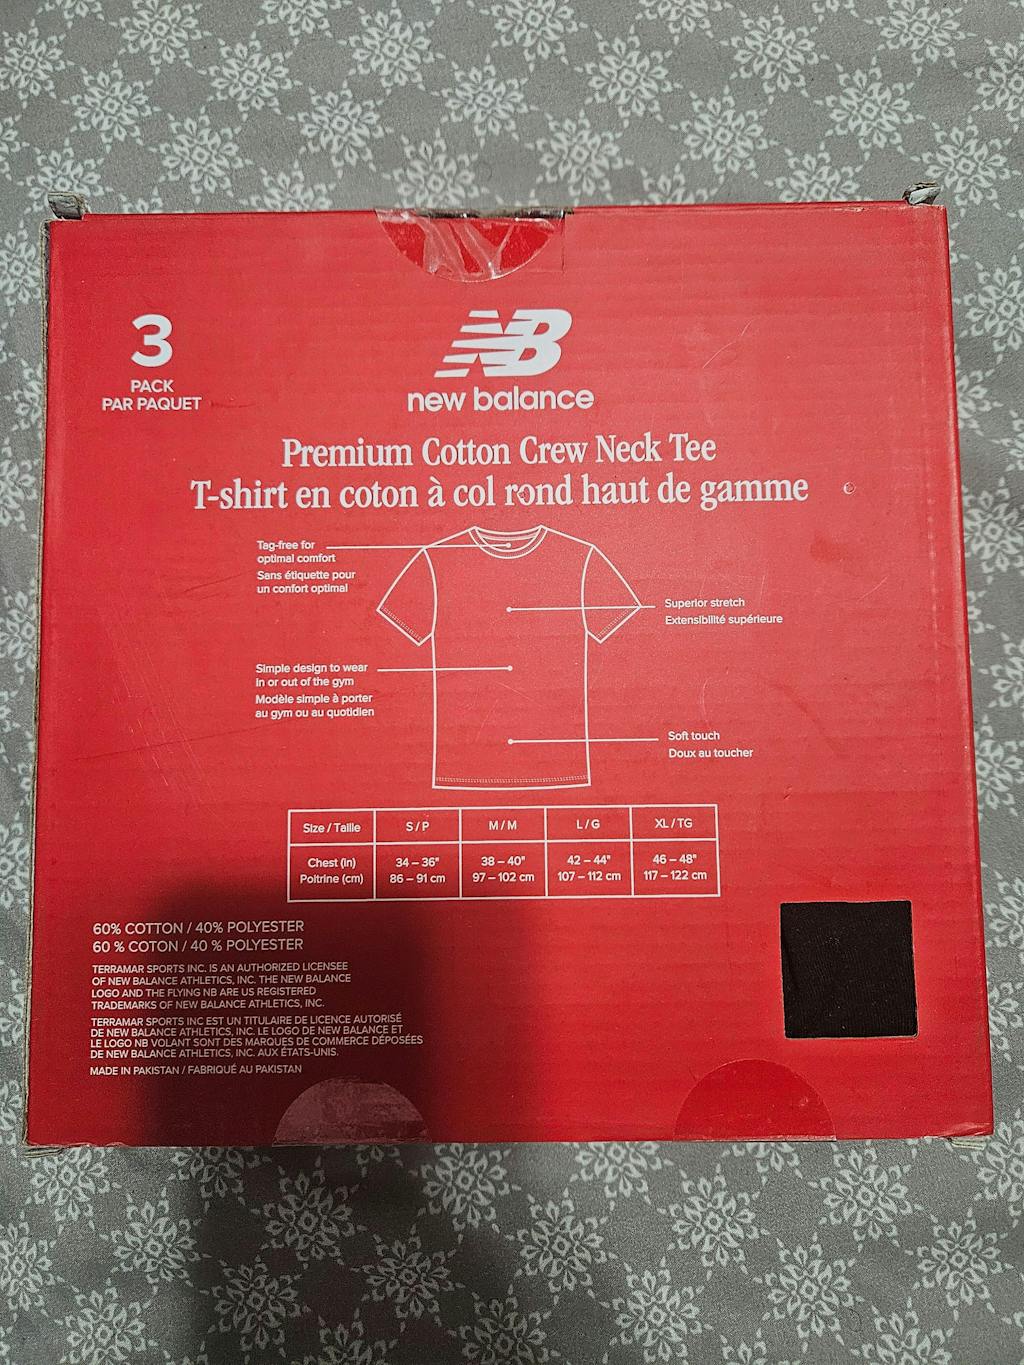 3
PACK
PAR PAQUET
NB
new balance
Premium Cotton Crew Neck Tee
T-shirt en coton à col rond haut de gamme
Tag-free for
optimal comfort
Sans étiquette pour
un confort optimal
Superior stretch
Extensibilité supérieure
Simple design to wear
in or out of the gym
Modèle simple à porter
au gym ou au quotidien
Soft touch
Doux au toucher
Size / Taille S / P M / M L / G XL / TG
Chest (in) 34 – 36" 38 – 40" 42 – 44" 46 – 48"
Poitrine (cm) 86 – 91 cm 97 – 102 cm 107 – 112 cm 117 – 122 cm
60% COTTON / 40% POLYESTER
60 % COTON / 40 % POLYESTER
TERRAMAR SPORTS INC. IS AN AUTHORIZED LICENSEE
OF NEW BALANCE ATHLETICS, INC. THE NEW BALANCE
LOGO AND THE FLYING NB ARE US REGISTERED
TRADEMARKS OF NEW BALANCE ATHLETICS, INC.
TERRAMAR SPORTS INC EST UN TITULAIRE DE LICENCE AUTORISÉ
DE NEW BALANCE ATHLETICS, INC. LE LOGO DE NEW BALANCE ET
LE LOGO NB VOLANT SONT DES MARQUES DE COMMERCE DÉPOSÉES
DE NEW BALANCE ATHLETICS, INC. AUX ÉTATS-UNIS.
MADE IN PAKISTAN / FABRIQUÉ AU PAKISTAN